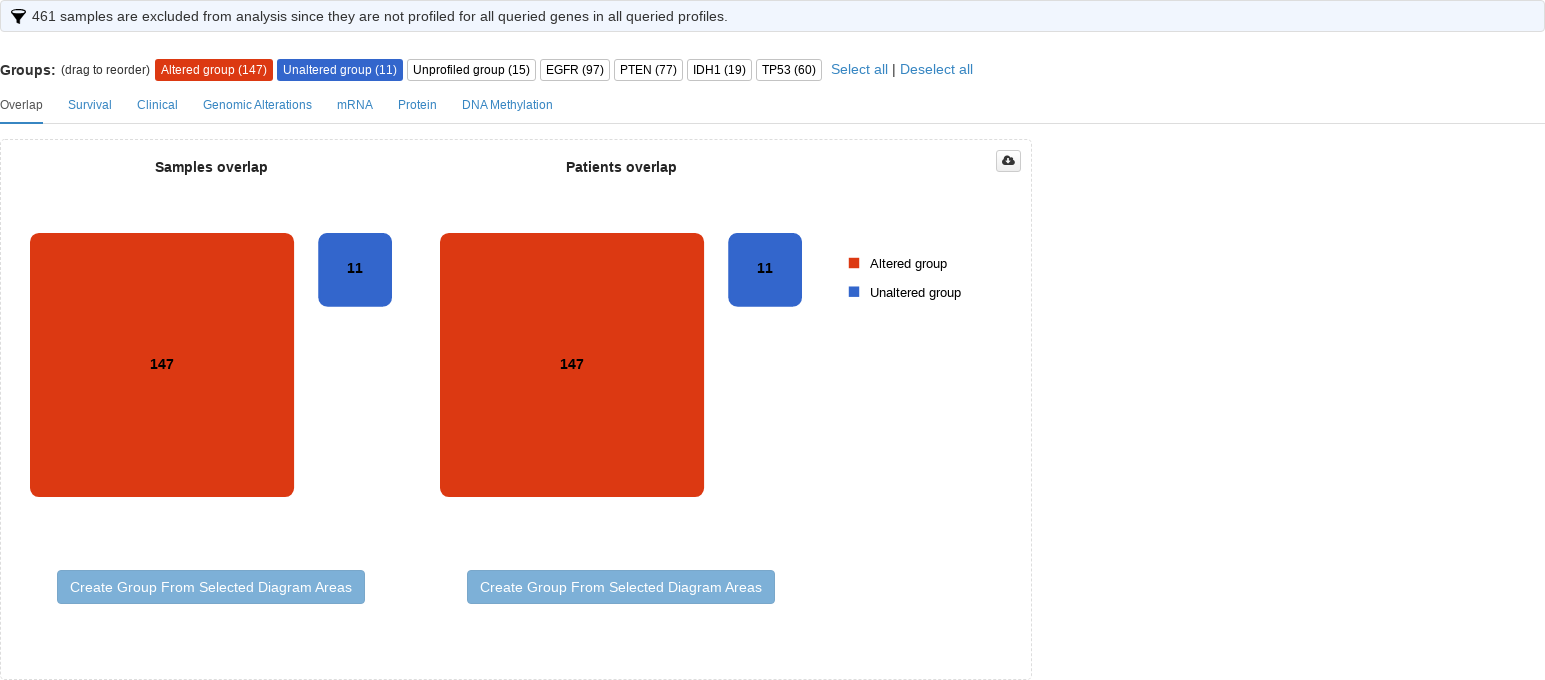 461 samples are excluded from analysis since they are not profiled for all queried genes in all queried profiles.
Groups: (drag to reorder) Altered group (147) Unaltered group (11) Unprofiled group (15) EGFR (97) PTEN (77) IDH1 (19) TP53 (60) Select all | Deselect all
Overlap Survival Clinical Genomic Alterations mRNA Protein DNA Methylation
Samples overlap Patients overlap
11 11
Altered group
Unaltered group
147 147
Create Group From Selected Diagram Areas Create Group From Selected Diagram Areas